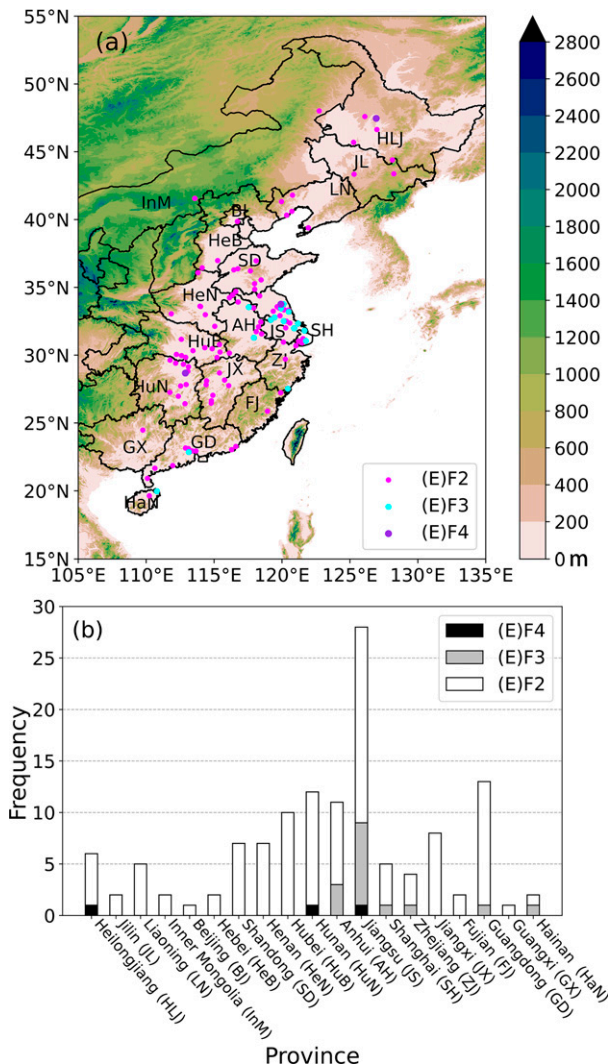 55°N
50°N
45°N
40°N
35°N
30°N
25°N
20°N
15°N
(a)
HLJ
JL
LN
InM
BJ
HeB
SD
HeN
AH
JS
SH
HuB
ZJ
HuN
JX
FJ
GX
GD
HaN
(E)F2
(E)F3
(E)F4
105°E
115°E
120°E
125°E
130°E
135°E
2800
2600
2400
2200
2000
1800
1600
1400
1200
1000
800
600
400
200
0 m
(b)
(E)F4
(E)F3
(E)F2
Frequency
30
25
20
15
10
5
0
Heilongjiang (HLJ)
Jilin (JL)
Liaoning (LN)
Inner Mongolia (InM)
Beijing (BJ)
Hebei (HeB)
Shandong (SD)
Henan (HeN)
Hubei (HuB)
Hunan (HuN)
Anhui (AH)
Jiangsu (JS)
Shanghai (SH)
Zhejiang (ZJ)
Jiangxi (JX)
Fujian (FJ)
Guangdong (GD)
Guangxi (GX)
Hainan (HaN)
Province